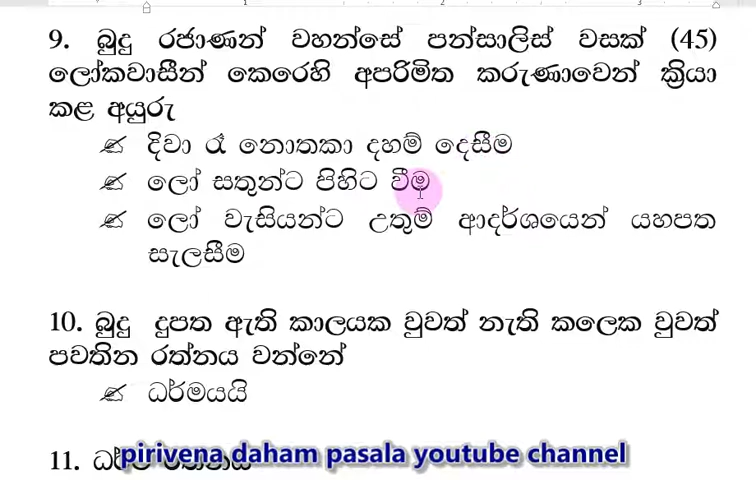 9. බුදු රජාණන් වහන්සේ පන්සාලිස් වසක් (45)
ලෝකවාසීන් කෙරෙහි අපරිමිත කරුණාවෙන් ක්‍රියා
කළ අයුරු
දිවා රෑ නොතකා දහම් දෙසීම
ලෝ සතුන්ට පිහිට වීම
ලෝ වැසියන්ට උතුම් ආදර්ශයෙන් යහපත
සැලසීම
10. බුදු දුපත ඇති කාලයක වුවත් නැති කලෙක වුවත්
පවතින රත්නය වන්නේ
ධර්මයයි
11.
pirivena daham pasala youtube channel